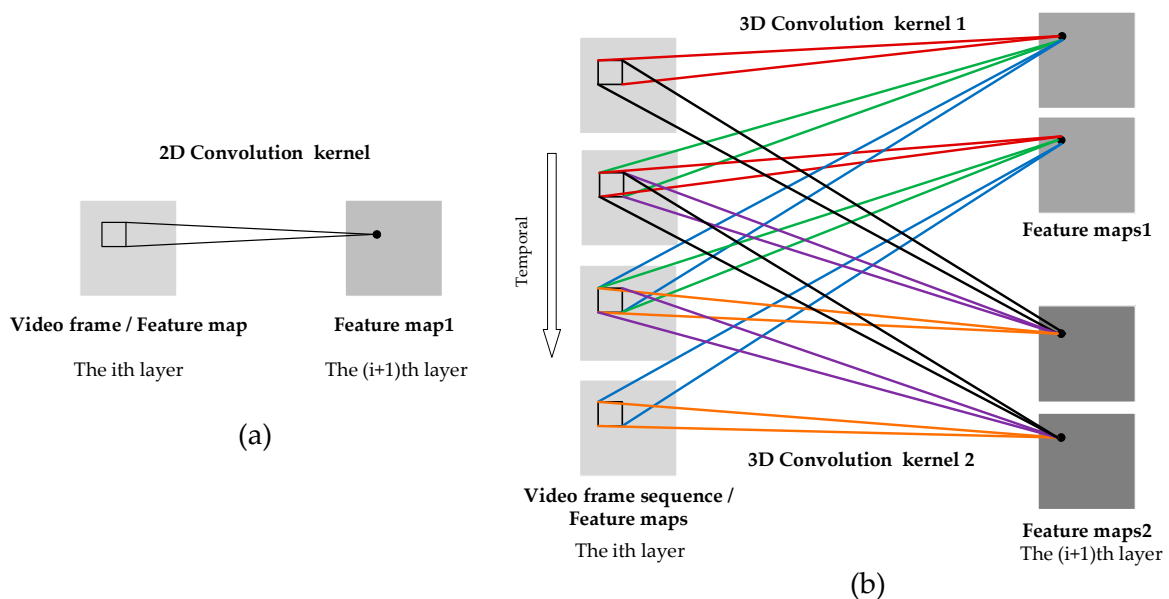 2D Convolution kernel
Video frame / Feature map
Feature map1
The ith layer
The (i+1)th layer
(a)
3D Convolution kernel 1
Temporal
Feature maps1
3D Convolution kernel 2
Video frame sequence /
Feature maps
The ith layer
Feature maps2
The (i+1)th layer
(b)